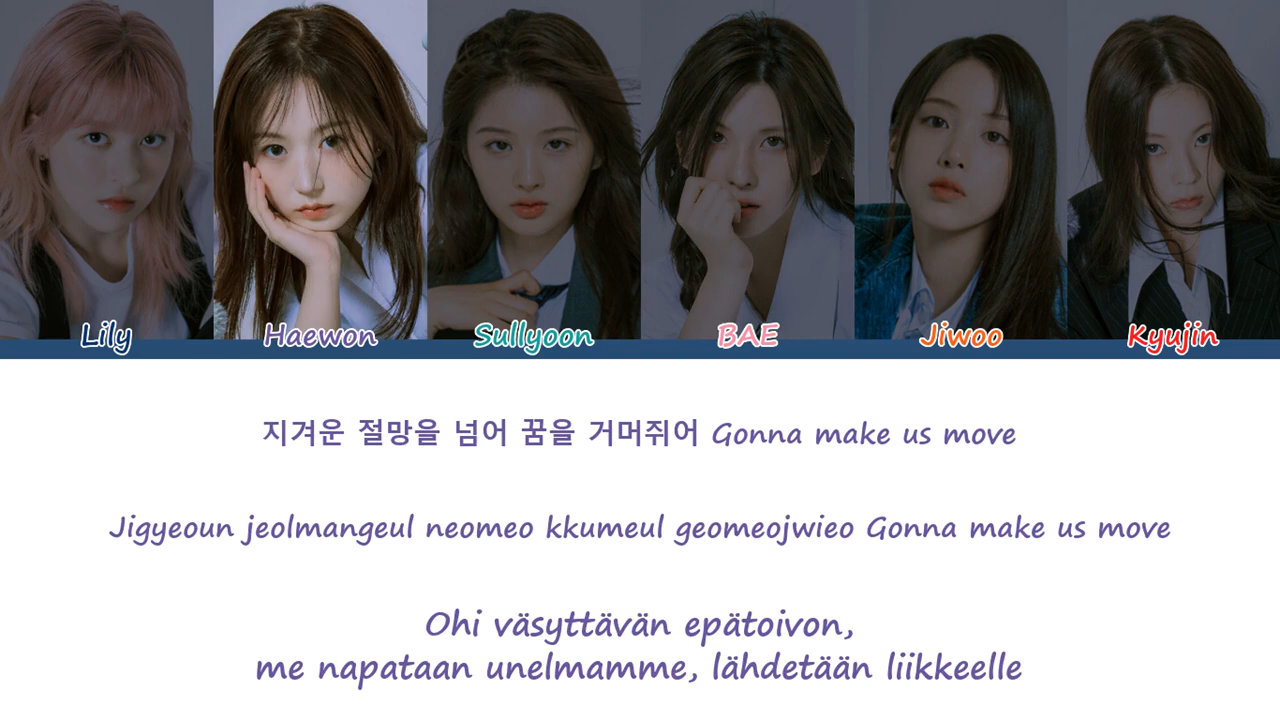 Lily Haewon Sullyoon BAE Jiwoo Kyujin
지겨운 절망을 넘어 꿈을 거머쥐어 Gonna make us move
Jigyeoun jeolmangeul neomeo kkumeul geomeojwieo Gonna make us move
Ohi väsyttävän epätoivon,
me napataan unelmamme, lähdetään liikkeelle